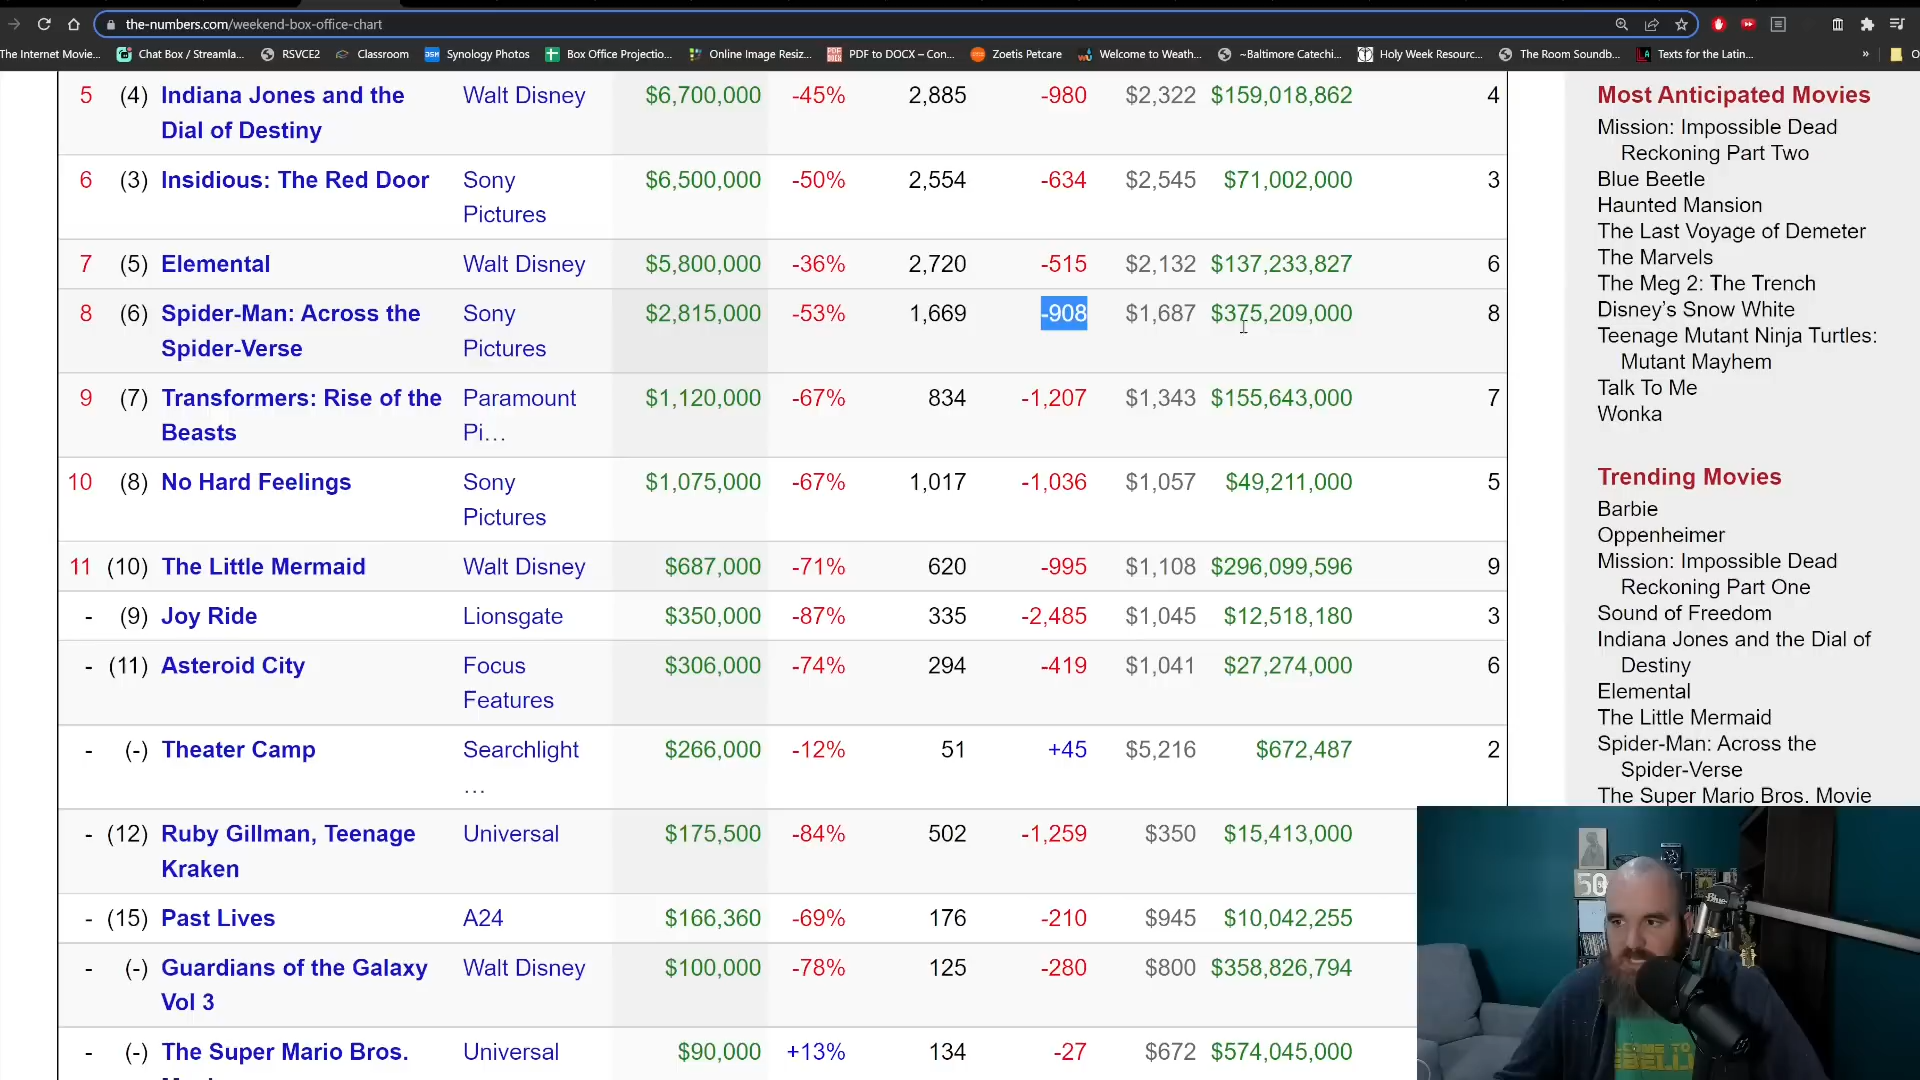 the-numbers.com/weekend-box-office-chart
The Internet Movie... Chat Box / Streamla... RSVCE2 Classroom Synology Photos Box Office Projectio... Online Image Resiz... PDF to DOCX – Con... Zoetis Petcare Welcome to Weath... ~Baltimore Catechi... Holy Week Resourc... The Room Soundb... Texts for the Latin... »
5 (4) Indiana Jones and the Walt Disney $6,700,000 -45% 2,885 -980 $2,322 $159,018,862 4
Dial of Destiny
6 (3) Insidious: The Red Door Sony $6,500,000 -50% 2,554 -634 $2,545 $71,002,000 3
Pictures
7 (5) Elemental Walt Disney $5,800,000 -36% 2,720 -515 $2,132 $137,233,827 6
8 (6) Spider-Man: Across the Sony $2,815,000 -53% 1,669 -908 $1,687 $375,209,000 8
Spider-Verse Pictures
9 (7) Transformers: Rise of the Paramount $1,120,000 -67% 834 -1,207 $1,343 $155,643,000 7
Beasts Pi...
10 (8) No Hard Feelings Sony $1,075,000 -67% 1,017 -1,036 $1,057 $49,211,000 5
Pictures
11 (10) The Little Mermaid Walt Disney $687,000 -71% 620 -995 $1,108 $296,099,596 9
- (9) Joy Ride Lionsgate $350,000 -87% 335 -2,485 $1,045 $12,518,180 3
- (11) Asteroid City Focus $306,000 -74% 294 -419 $1,041 $27,274,000 6
Features
- (-) Theater Camp Searchlight $266,000 -12% 51 +45 $5,216 $672,487 2
...
- (12) Ruby Gillman, Teenage Universal $175,500 -84% 502 -1,259 $350 $15,413,000
Kraken
- (15) Past Lives A24 $166,360 -69% 176 -210 $945 $10,042,255
- (-) Guardians of the Galaxy Walt Disney $100,000 -78% 125 -280 $800 $358,826,794
Vol 3
- (-) The Super Mario Bros. Universal $90,000 +13% 134 -27 $672 $574,045,000
Most Anticipated Movies
Mission: Impossible Dead
Reckoning Part Two
Blue Beetle
Haunted Mansion
The Last Voyage of Demeter
The Marvels
The Meg 2: The Trench
Disney’s Snow White
Teenage Mutant Ninja Turtles:
Mutant Mayhem
Talk To Me
Wonka
Trending Movies
Barbie
Oppenheimer
Mission: Impossible Dead
Reckoning Part One
Sound of Freedom
Indiana Jones and the Dial of
Destiny
Elemental
The Little Mermaid
Spider-Man: Across the
Spider-Verse
The Super Mario Bros. Movie
50
Blue